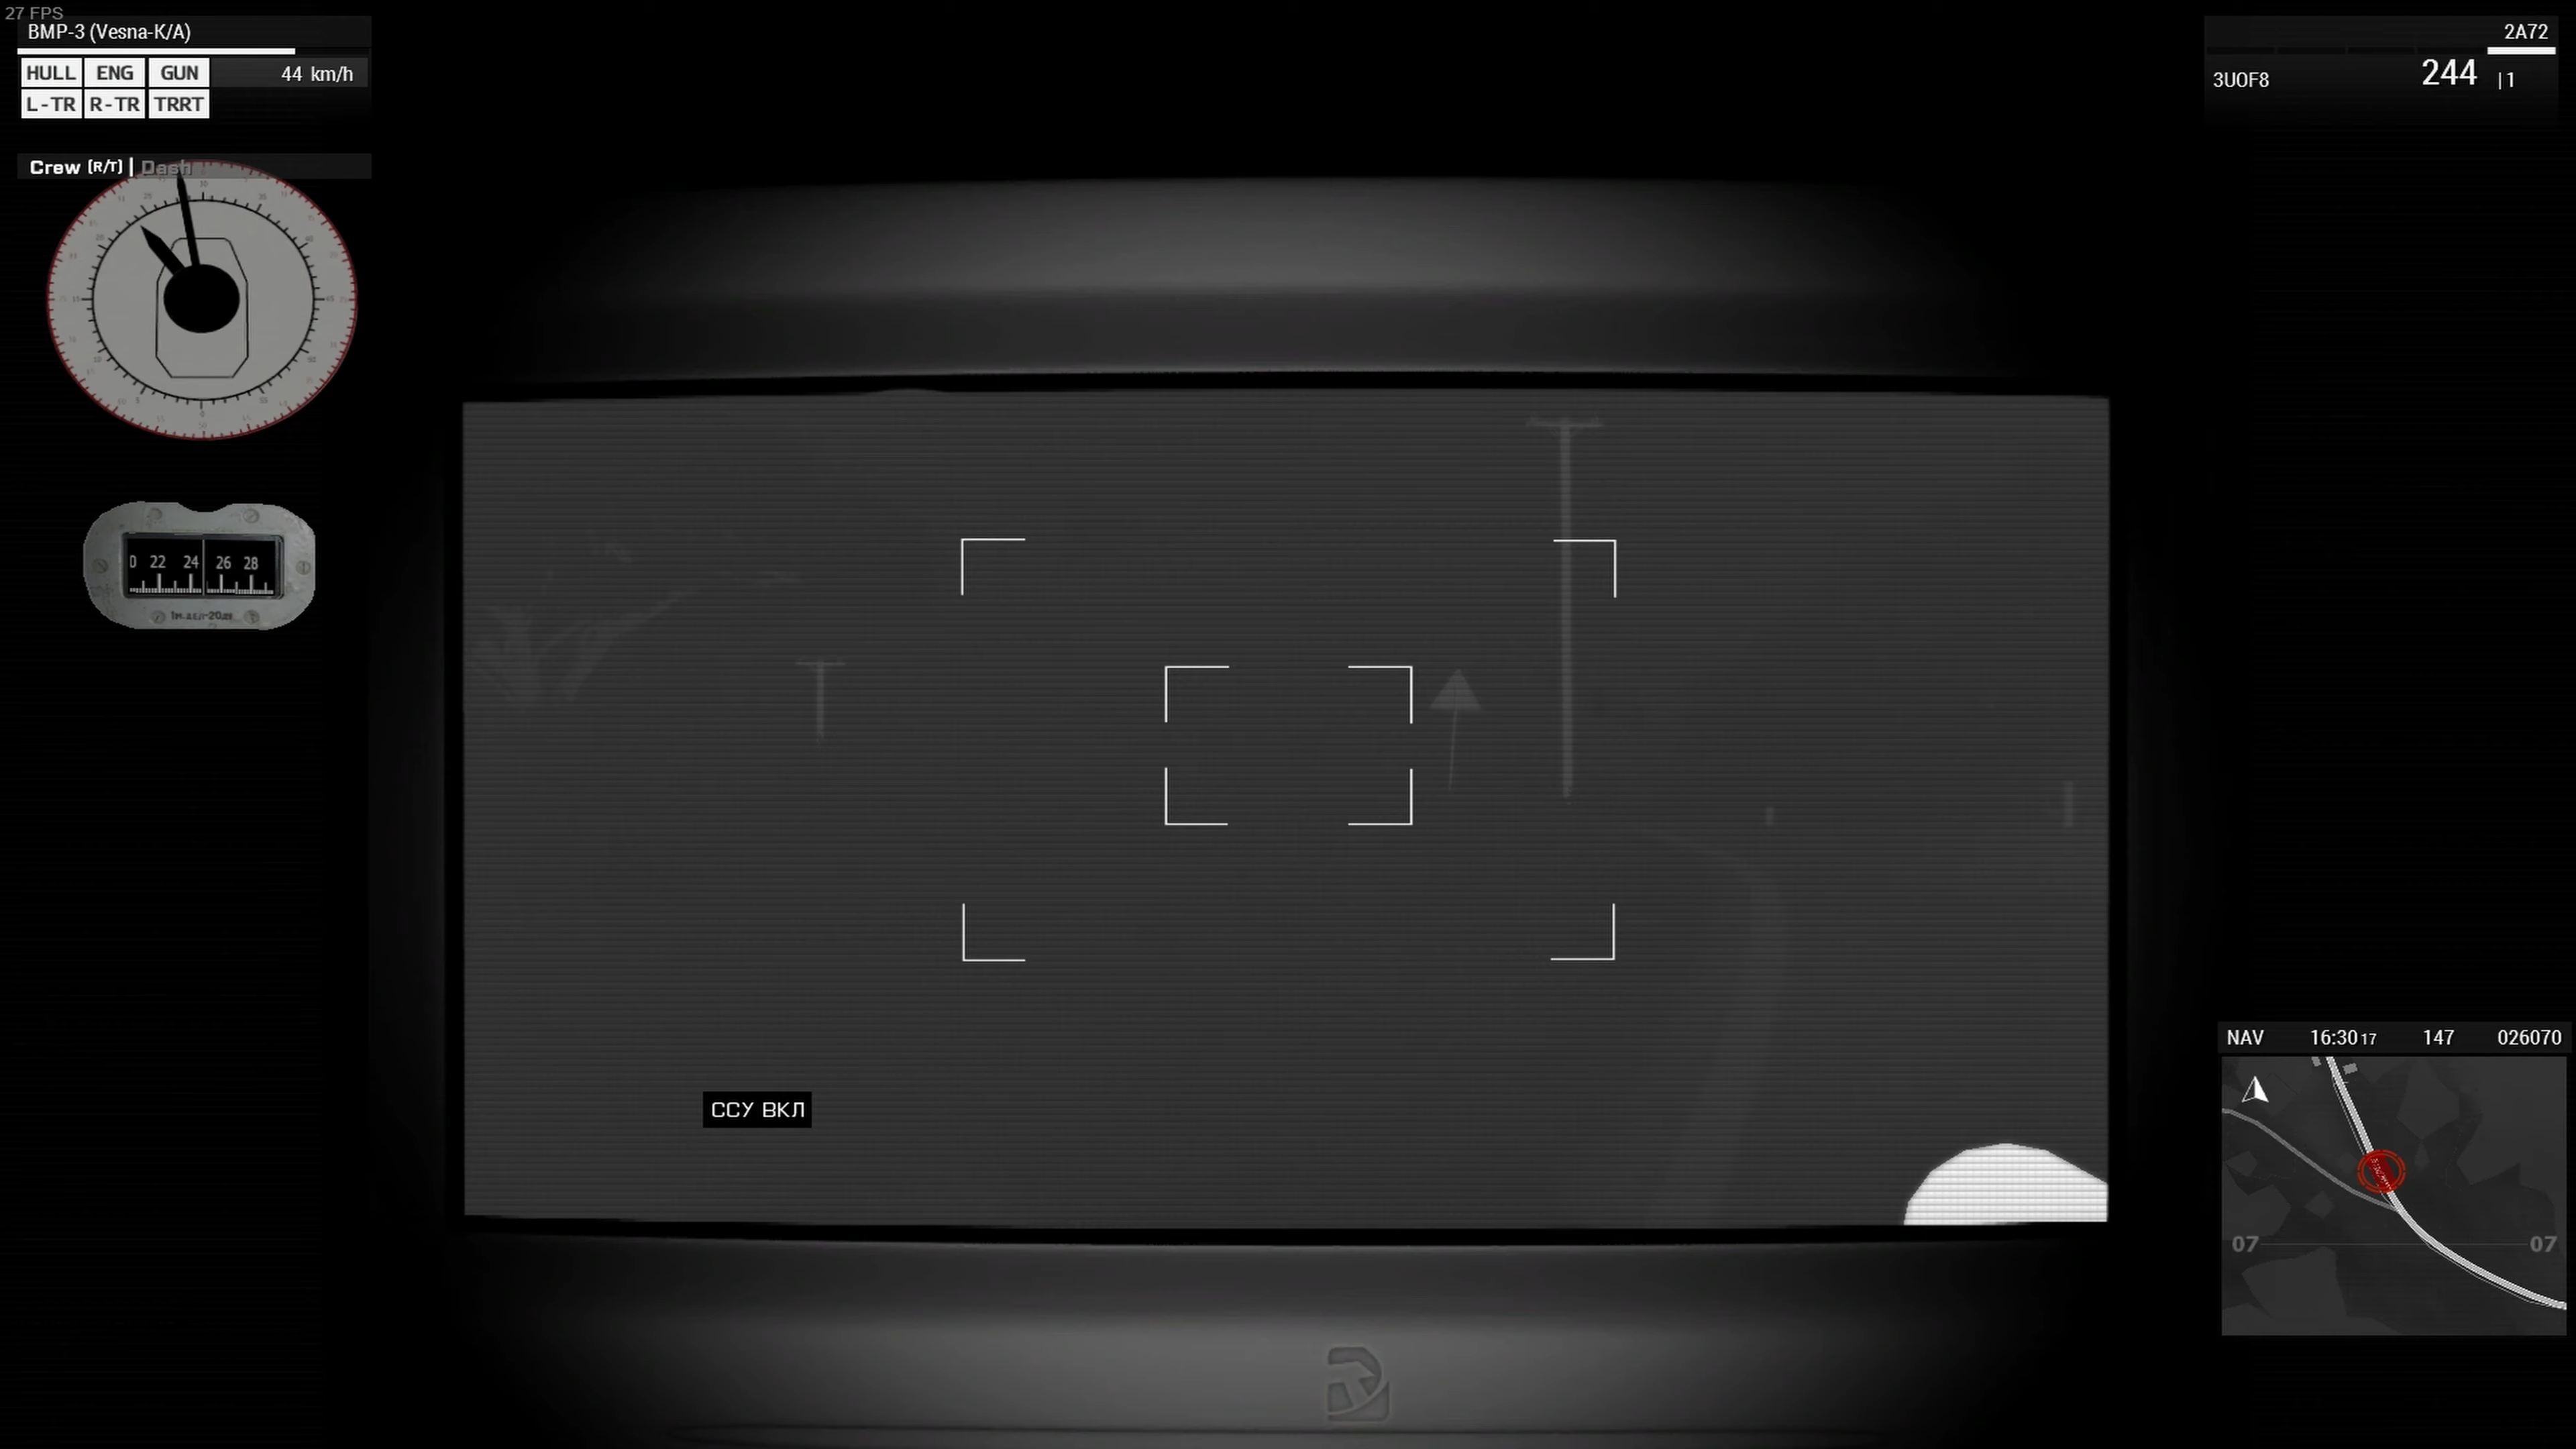 27 FPS
BMP-3 (Vesna-K/A)
HULL ENG GUN 44 km/h
L-TR R-TR TRRT
Crew (R/T) | Dash
22 24 26 28
2A72
3UOF8 244 |1
ССУ ВКЛ
NAV 16:30 17 147 026070
07 07